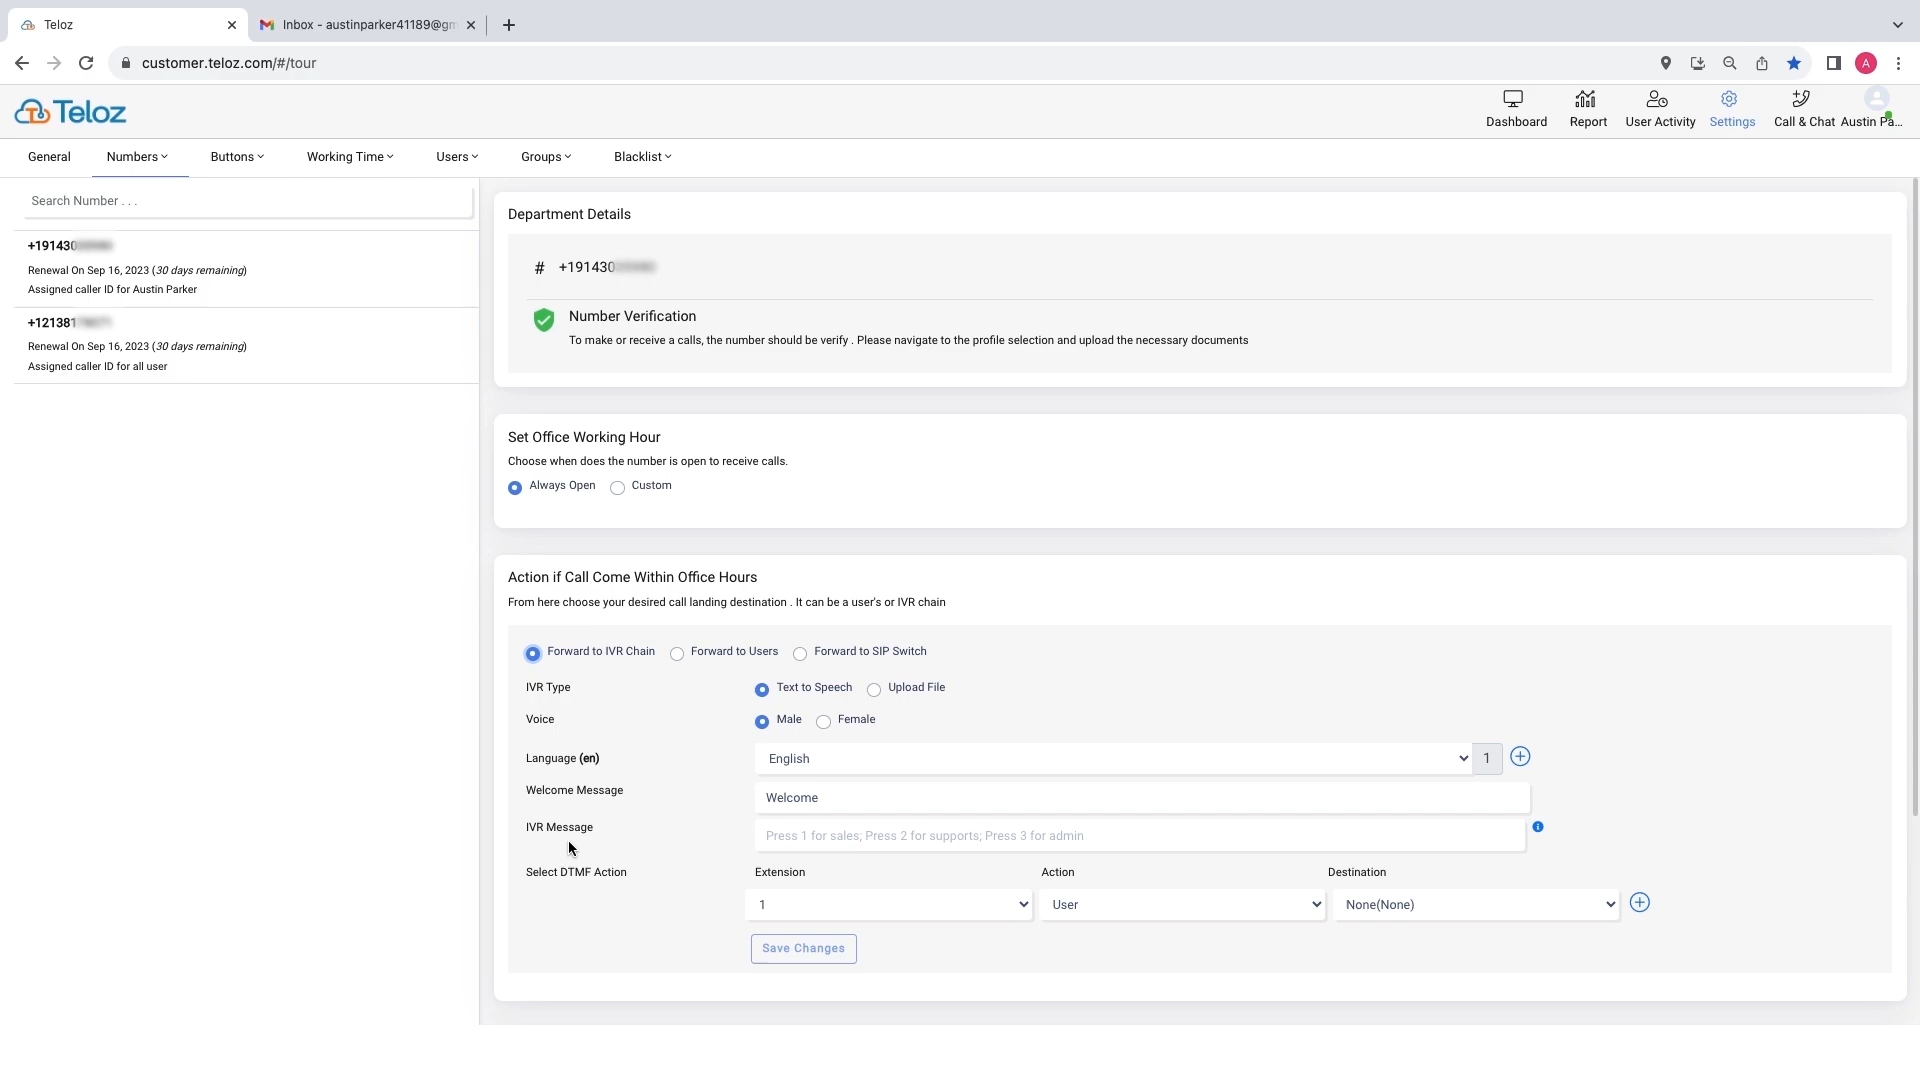 Teloz
Inbox - austinparker41189@gm
customer.teloz.com/#/tour
A
Teloz
Dashboard
Report
User Activity
Settings
Call & Chat
Austin Pa...
General
Numbers
Buttons
Working Time
Users
Groups
Blacklist
Search Number . . .
+191430
Renewal On Sep 16, 2023 (30 days remaining)
Assigned caller ID for Austin Parker
+121381
Renewal On Sep 16, 2023 (30 days remaining)
Assigned caller ID for all user
Department Details
# +191430
Number Verification
To make or receive a calls, the number should be verify . Please navigate to the profile selection and upload the necessary documents
Set Office Working Hour
Choose when does the number is open to receive calls.
Always Open Custom
Action if Call Come Within Office Hours
From here choose your desired call landing destination . It can be a user's or IVR chain
Forward to IVR Chain Forward to Users Forward to SIP Switch
IVR Type Text to Speech Upload File
Voice Male Female
Language (en) English 1
Welcome Message Welcome
IVR Message Press 1 for sales; Press 2 for supports; Press 3 for admin
Select DTMF Action Extension Action Destination
1 User None(None)
Save Changes